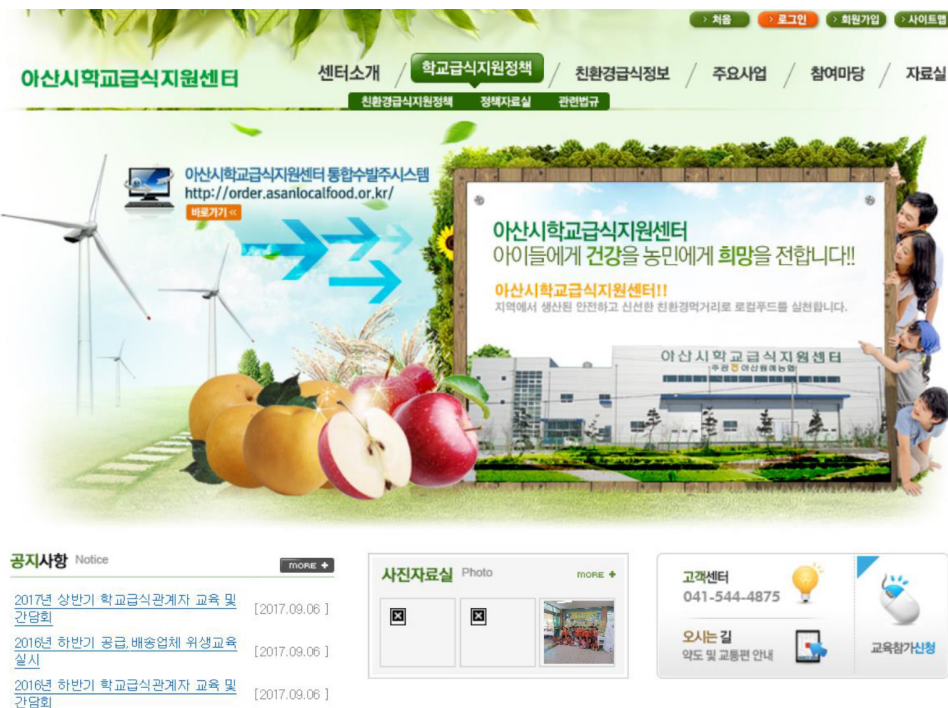 처음
로그인
회원가입
사이트맵
아산시학교급식지원센터
센터소개
학교급식지원정책
친환경급식정보
주요사업
참여마당
자료실
친환경급식지원정책
정책자료실
관련법규
아산시학교급식지원센터 통합수발주시스템
http://order.asanlocalfood.or.kr/
바로가기 «
아산시학교급식지원센터
아이들에게 건강을 농민에게 희망을 전합니다!!
아산시학교급식지원센터!!
지역에서 생산된 안전하고 신선한 친환경먹거리로 로컬푸드를 실천합니다.
아산시학교급식지원센터
주관 아산원예농협
공지사항 Notice
MORE +
2017년 상반기 학교급식관계자 교육 및
간담회
[2017.09.06 ]
2016년 하반기 공급,배송업체 위생교육
실시
[2017.09.06 ]
2016년 하반기 학교급식관계자 교육 및
간담회
[2017.09.06 ]
사진자료실 Photo
MORE +
고객센터
041-544-4875
오시는 길
약도 및 교통편 안내
교육참가신청